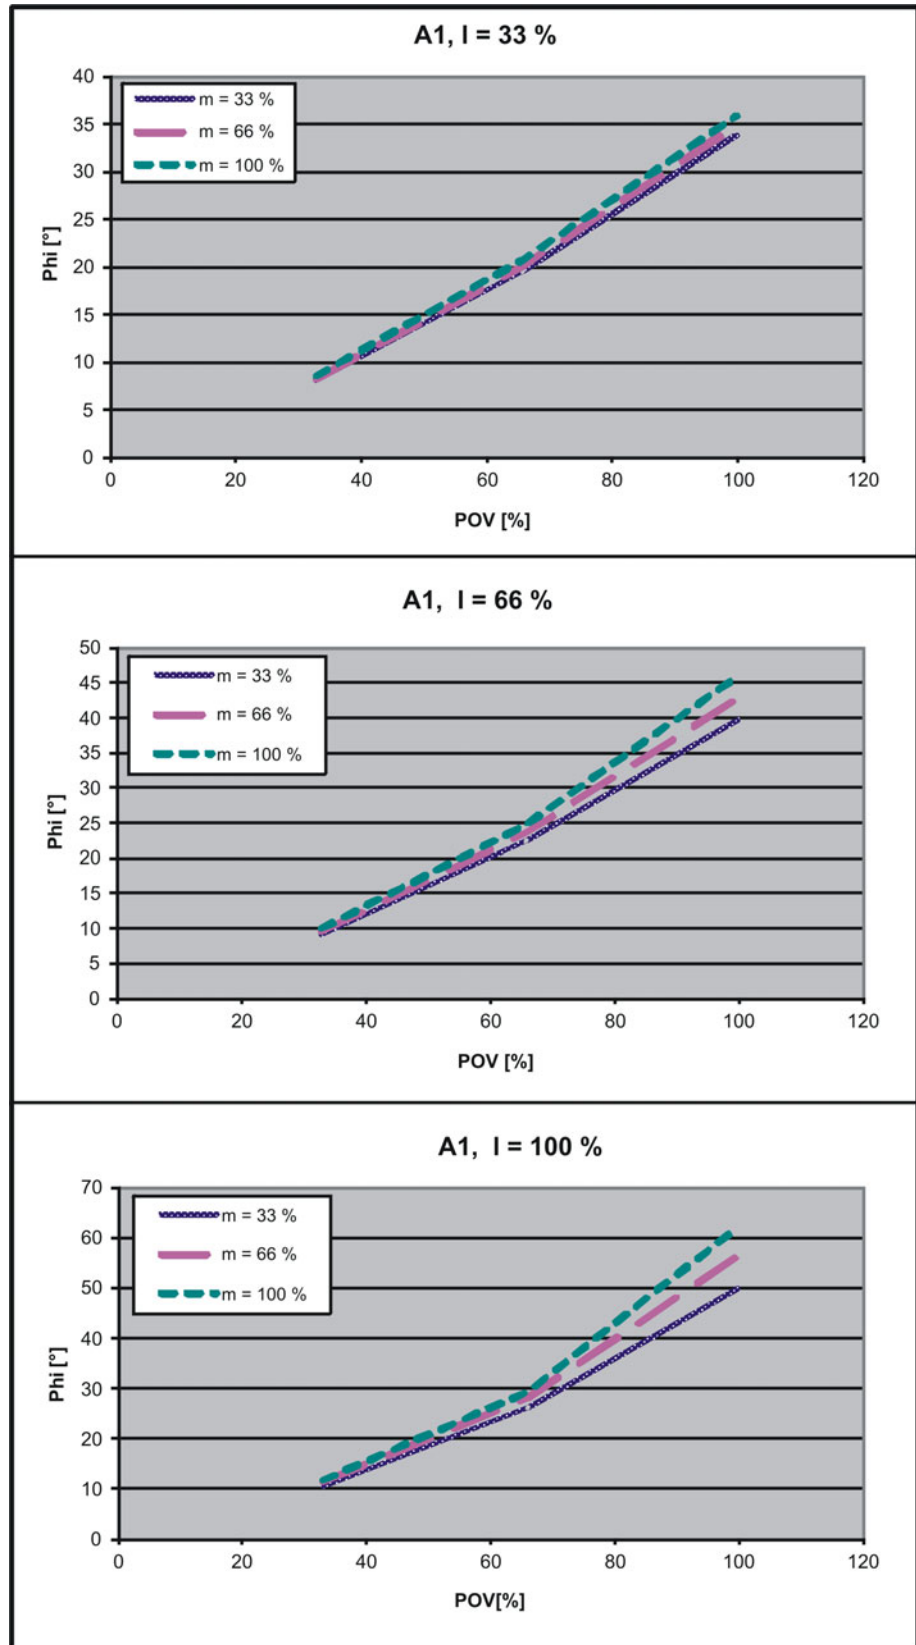 A1, l = 33 %
40
35
30
25
20
15
10
5
0
m = 33 %
m = 66 %
m = 100 %
Phi [°]
0 20 40 60 80 100 120
POV [%]
A1, l = 66 %
50
45
40
35
30
25
20
15
10
5
0
m = 33 %
m = 66 %
m = 100 %
Phi [°]
0 20 40 60 80 100 120
POV [%]
A1, l = 100 %
70
60
50
40
30
20
10
0
m = 33 %
m = 66 %
m = 100 %
Phi [°]
0 20 40 60 80 100 120
POV[%]